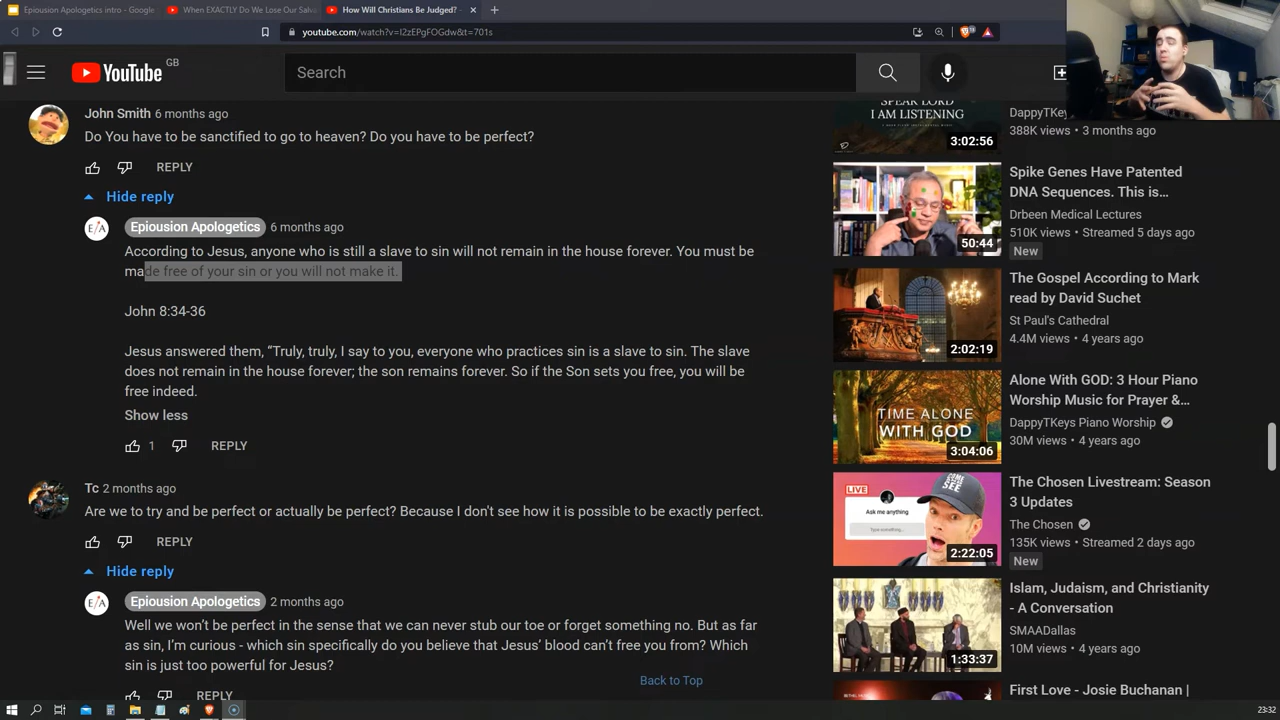 Epiousion Apologetics intro - Google
When EXACTLY Do We Lose Our Salva
How Will Christians Be Judged? -
youtube.com/watch?v=I2zEPgFOGdw&t=701s
YouTube GB
Search
John Smith 6 months ago
Do You have to be sanctified to go to heaven? Do you have to be perfect?
REPLY
Hide reply
E/A
Epiousion Apologetics 6 months ago
According to Jesus, anyone who is still a slave to sin will not remain in the house forever. You must be
made free of your sin or you will not make it.
John 8:34-36
Jesus answered them, “Truly, truly, I say to you, everyone who practices sin is a slave to sin. The slave
does not remain in the house forever; the son remains forever. So if the Son sets you free, you will be
free indeed.
Show less
1 REPLY
Tc 2 months ago
Are we to try and be perfect or actually be perfect? Because I don't see how it is possible to be exactly perfect.
REPLY
Hide reply
E/A
Epiousion Apologetics 2 months ago
Well we won’t be perfect in the sense that we can never stub our toe or forget something no. But as far
as sin, I’m curious - which sin specifically do you believe that Jesus’ blood can’t free you from? Which
sin is just too powerful for Jesus?
Back to Top
REPLY
SPEAK LORD
I AM LISTENING
3:02:56
DappyTKeys
388K views • 3 months ago
50:44
Spike Genes Have Patented
DNA Sequences. This is...
Drbeen Medical Lectures
510K views • Streamed 5 days ago
New
2:02:19
The Gospel According to Mark
read by David Suchet
St Paul's Cathedral
4.4M views • 4 years ago
TIME ALONE
WITH GOD
3:04:06
Alone With GOD: 3 Hour Piano
Worship Music for Prayer &...
DappyTKeys Piano Worship
30M views • 4 years ago
LIVE
Ask me anything
COME
SEE
2:22:05
The Chosen Livestream: Season
3 Updates
The Chosen
135K views • Streamed 2 days ago
New
1:33:37
Islam, Judaism, and Christianity
- A Conversation
SMAADallas
10M views • 4 years ago
First Love - Josie Buchanan |
23:32